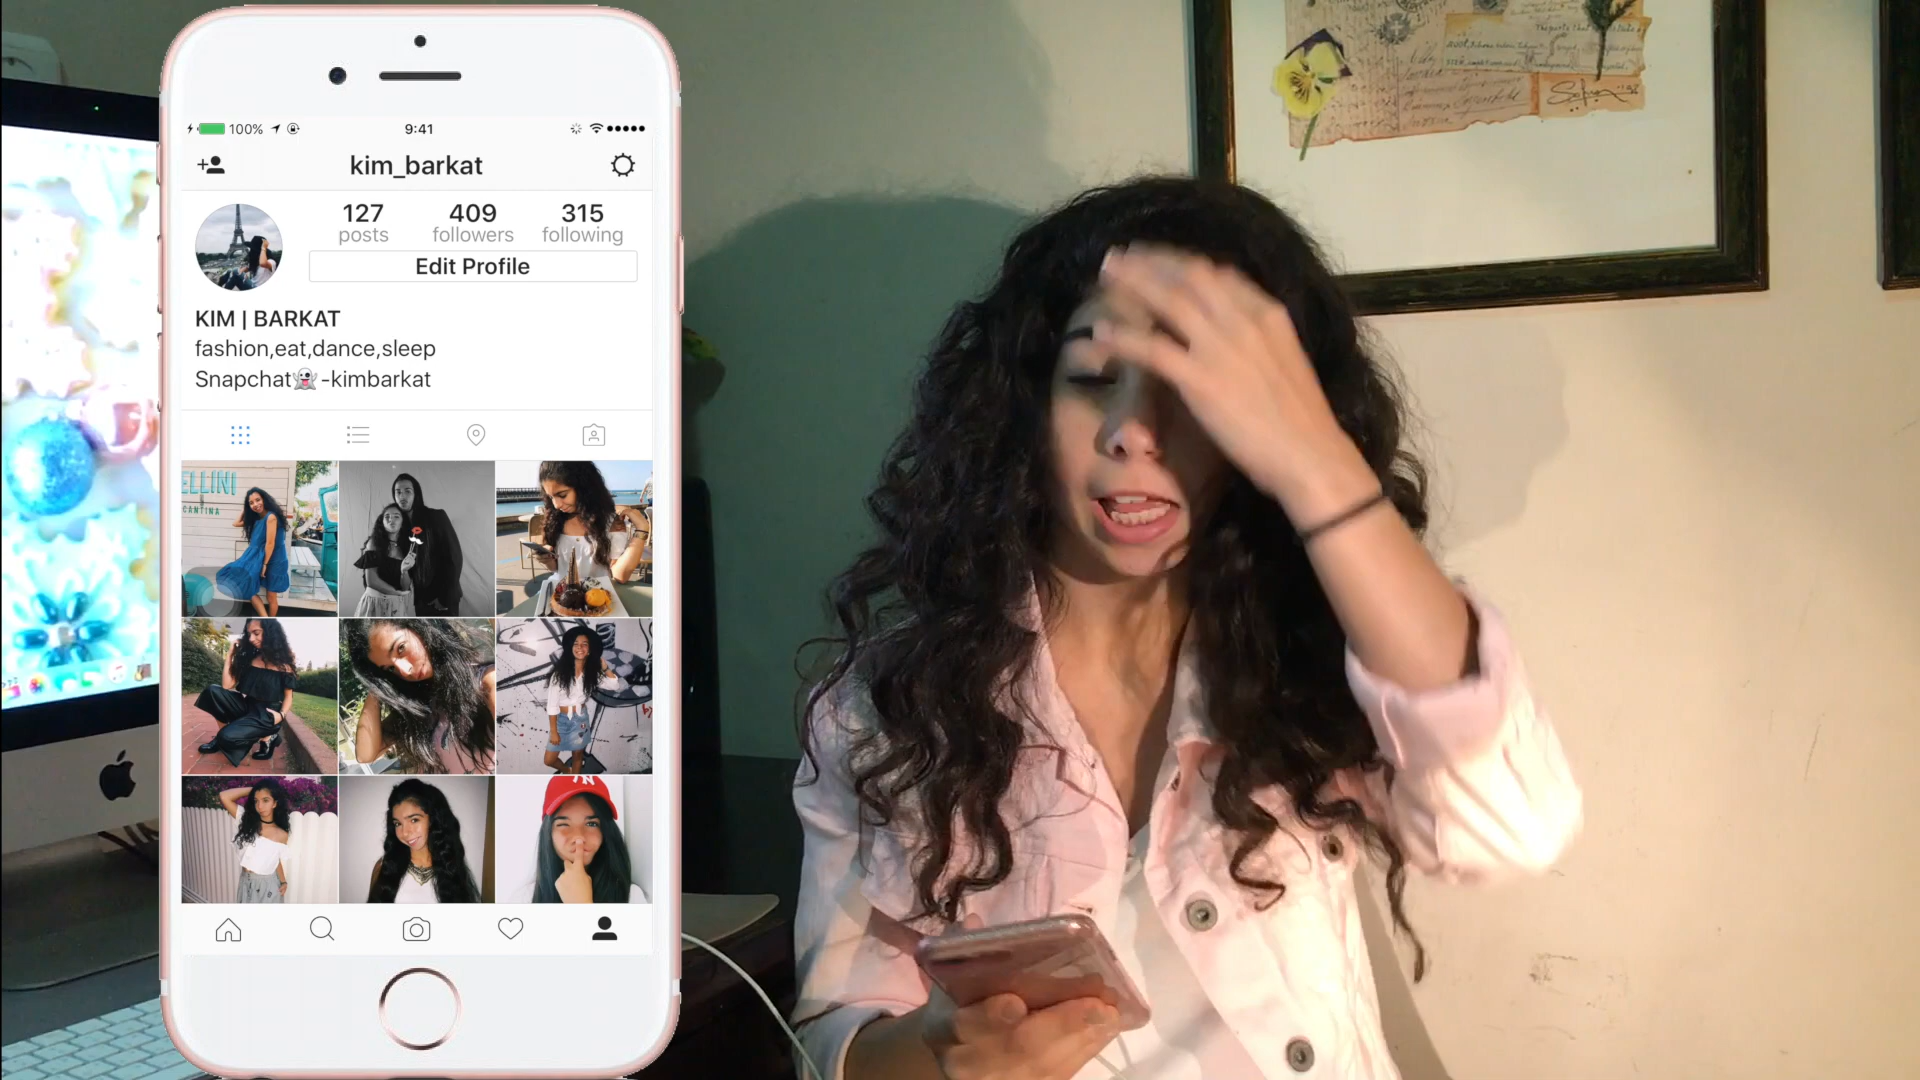 100%
9:41
kim_barkat
127
409
315
posts
followers
following
Edit Profile
KIM | BARKAT
fashion,eat,dance,sleep
Snapchat👻-kimbarkat
ELLINI
CANTINA